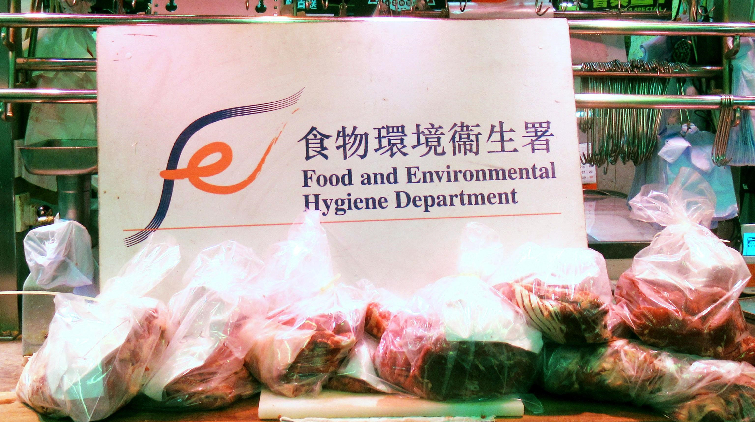 食物環境衞生署
Food and Environmental
Hygiene Department